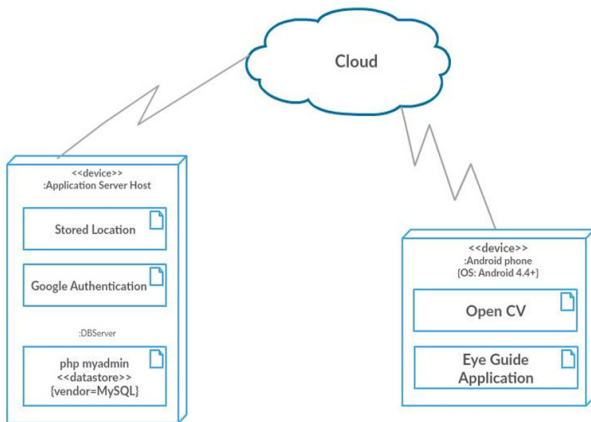 Cloud
<<device>>
:Application Server Host
Stored Location
Google Authentication
:DBServer
php myadmin
<<datastore>>
{vendor=MySQL}
<<device>>
:Android phone
{OS: Android 4.4+}
Open CV
Eye Guide
Application